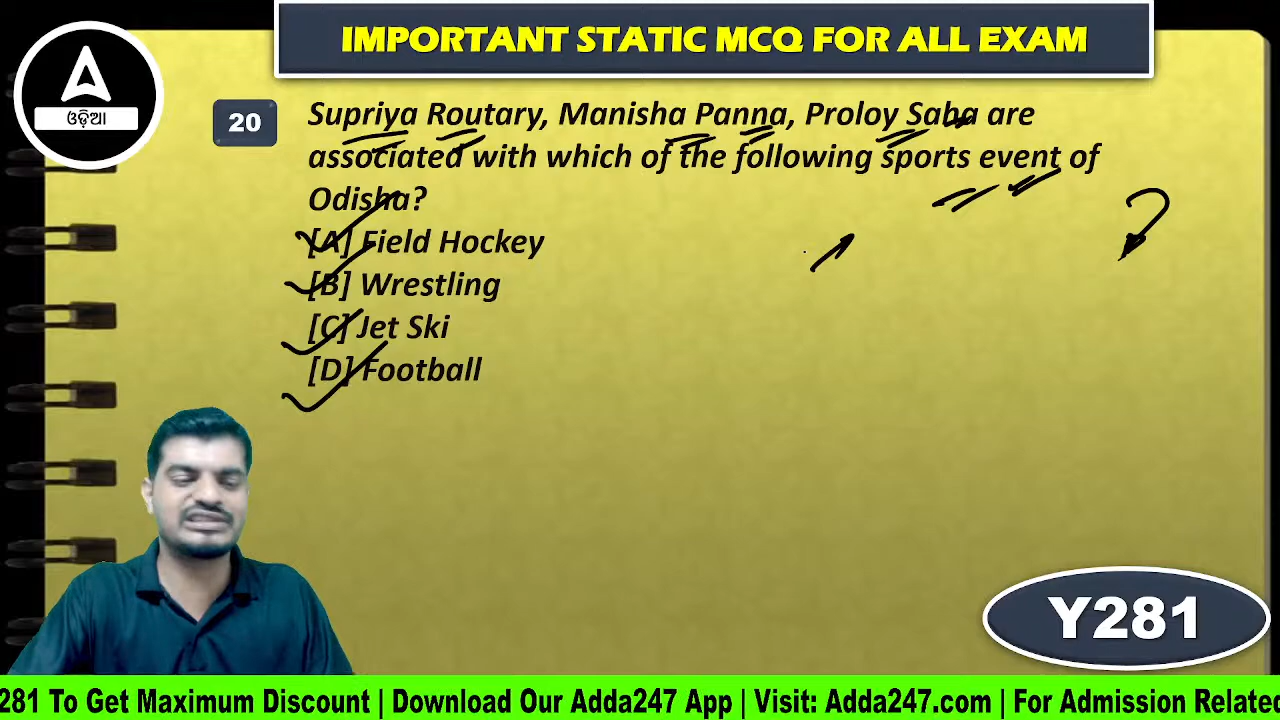 IMPORTANT STATIC MCQ FOR ALL EXAM
ଓଡ଼ିଆ
20
Supriya Routary, Manisha Panna, Proloy Saha are
associated with which of the following sports event of
Odisha?
[A] Field Hockey
[B] Wrestling
[C] Jet Ski
[D] Football
Y281
281 To Get Maximum Discount | Download Our Adda247 App | Visit: Adda247.com | For Admission Related